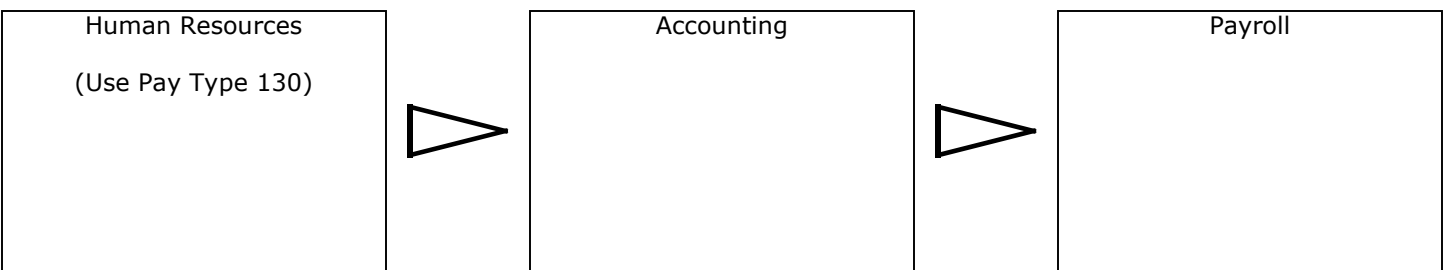 Human Resources
(Use Pay Type 130)
Accounting
Payroll